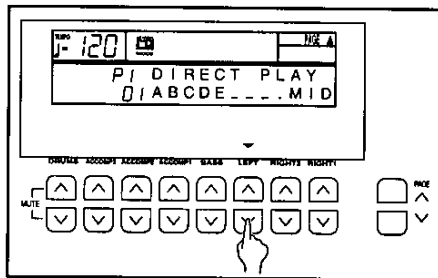 TEMPO
♩= 120
PAGE ▲
P1 DIRECT PLAY
01ABCDE____.MID
DRUMS ACCOMP3 ACCOMP2 ACCOMP1 BASS LEFT RIGHT2 RIGHT1
MUTE
PAGE